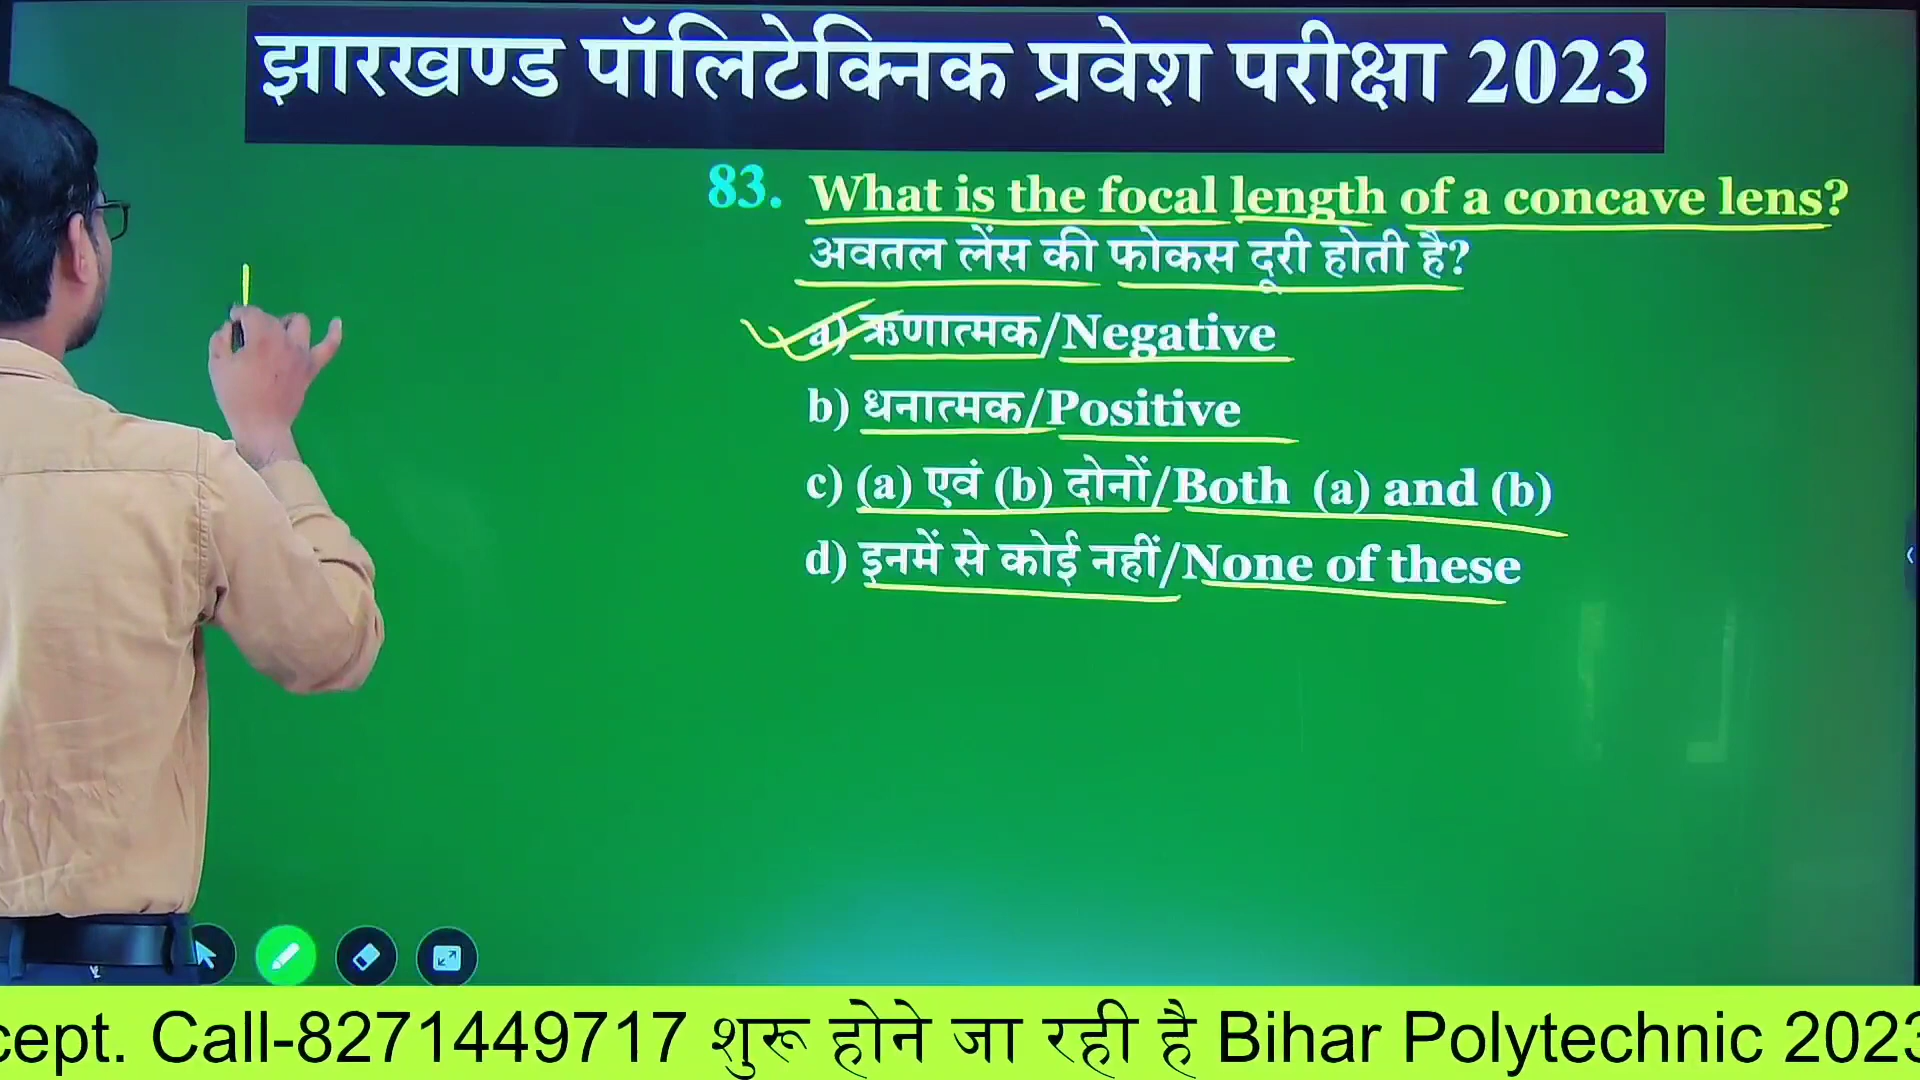 झारखण्ड पॉलिटेक्निक प्रवेश परीक्षा 2023
83. What is the focal length of a concave lens?
अवतल लेंस की फोकस दूरी होती है?
a) ऋणात्मक/Negative
b) धनात्मक/Positive
c) (a) एवं (b) दोनों/Both (a) and (b)
d) इनमें से कोई नहीं/None of these
cept. Call-8271449717 शुरू होने जा रही है Bihar Polytechnic 2023